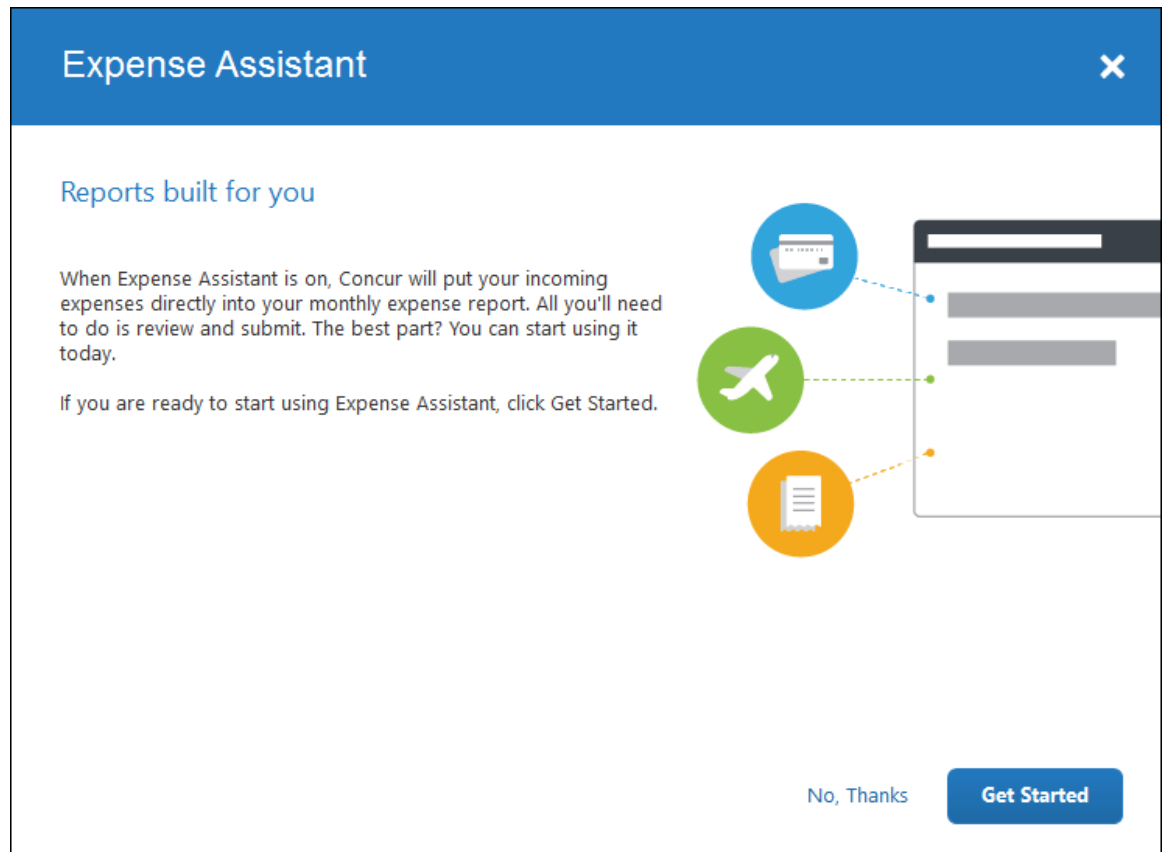 Expense Assistant
Reports built for you
When Expense Assistant is on, Concur will put your incoming
expenses directly into your monthly expense report. All you'll need
to do is review and submit. The best part? You can start using it
today.
If you are ready to start using Expense Assistant, click Get Started.
No, Thanks
Get Started